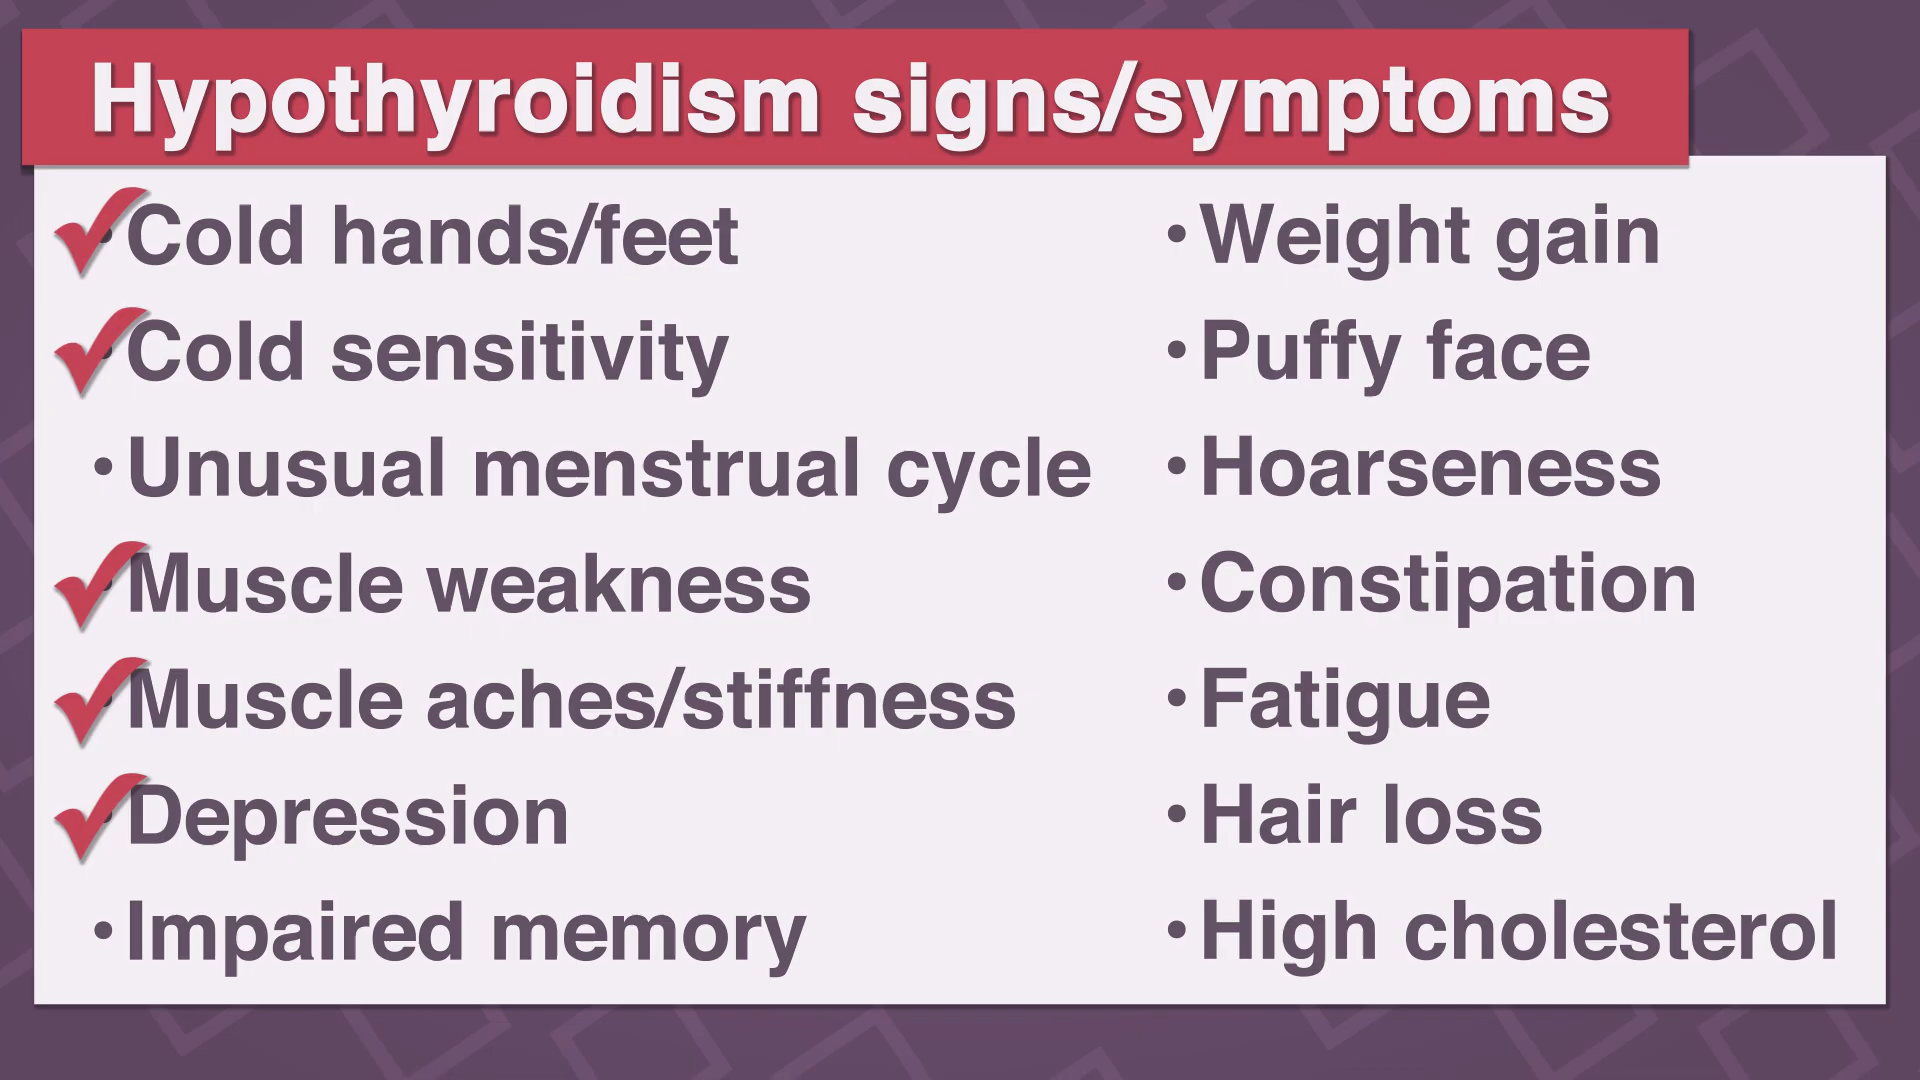 Hypothyroidism signs/symptoms
✓Cold hands/feet
✓Cold sensitivity
•Unusual menstrual cycle
✓Muscle weakness
✓Muscle aches/stiffness
✓Depression
•Impaired memory
•Weight gain
•Puffy face
•Hoarseness
•Constipation
•Fatigue
•Hair loss
•High cholesterol